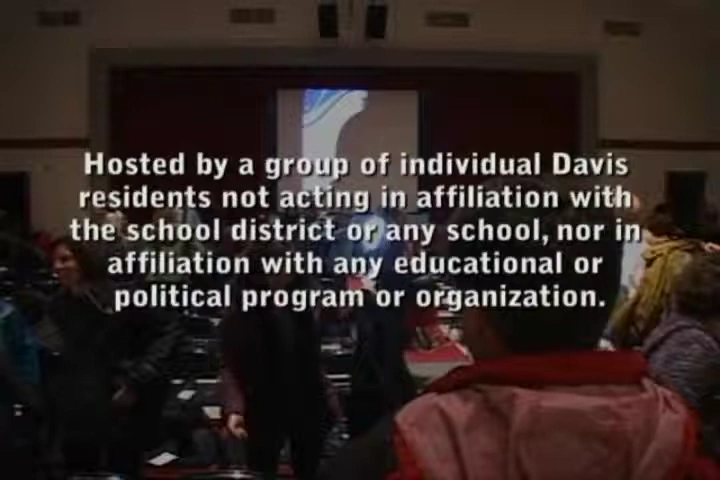 Hosted by a group of individual Davis
residents not acting in affiliation with
the school district or any school, nor in
affiliation with any educational or
political program or organization.